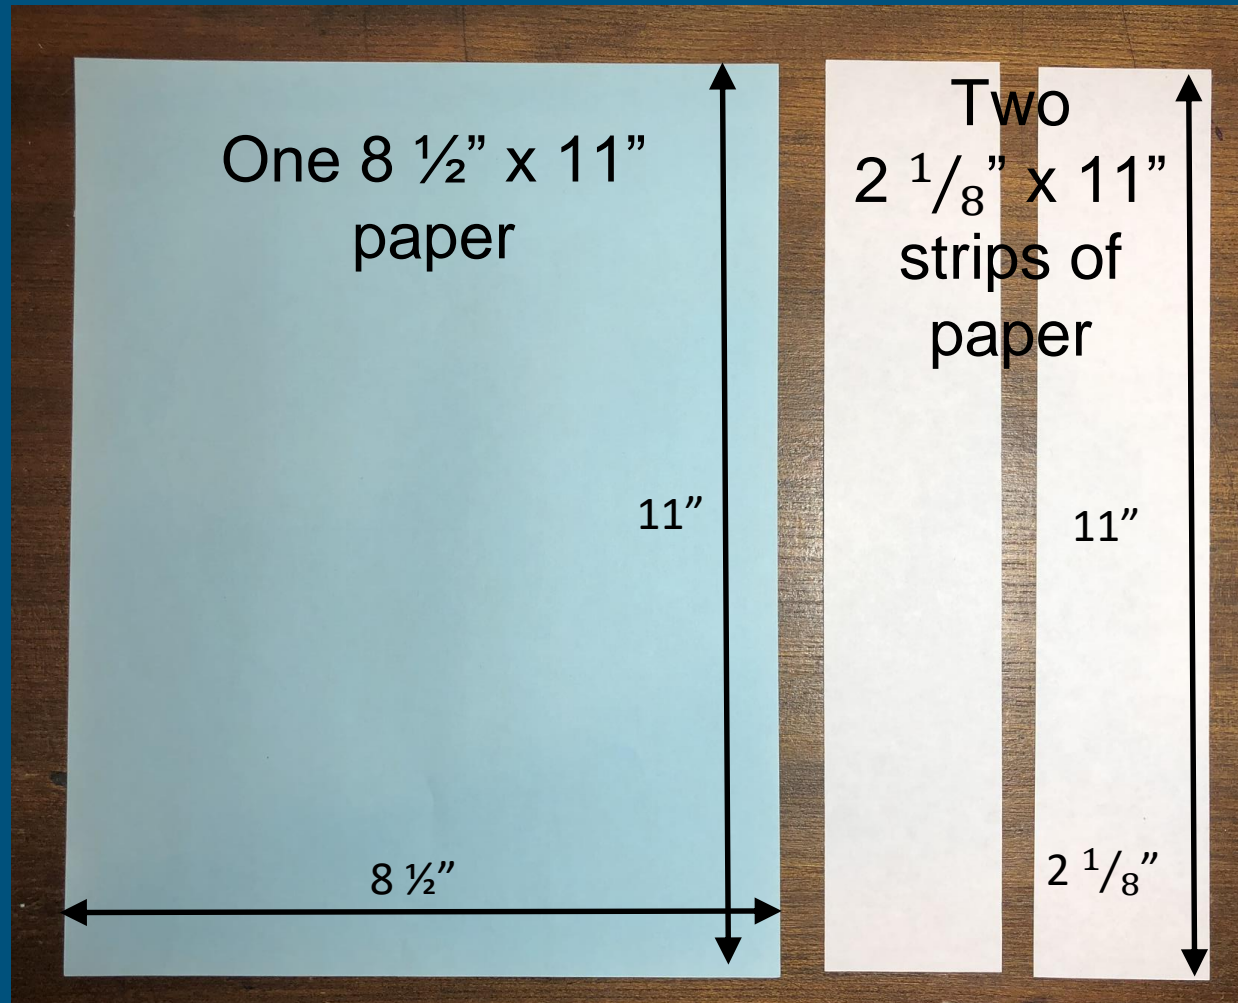 One 8 ½” x 11”
paper
11”
8 ½”
Two
2 1/8” x 11”
strips of
paper
11”
2 1/8”